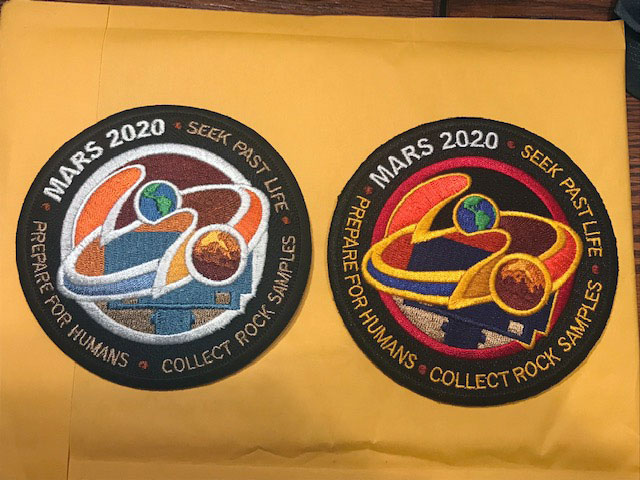 MARS 2020 • SEEK PAST LIFE •
PREPARE FOR HUMANS • COLLECT ROCK SAMPLES
MARS 2020 • SEEK PAST LIFE •
PREPARE FOR HUMANS • COLLECT ROCK SAMPLES